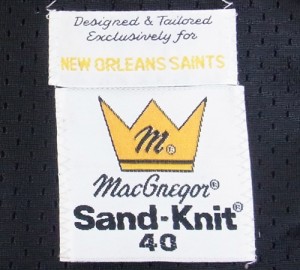 Designed & Tailored
Exclusively for
NEW ORLEANS SAINTS
M®
MacGregor®
Sand-Knit®
40